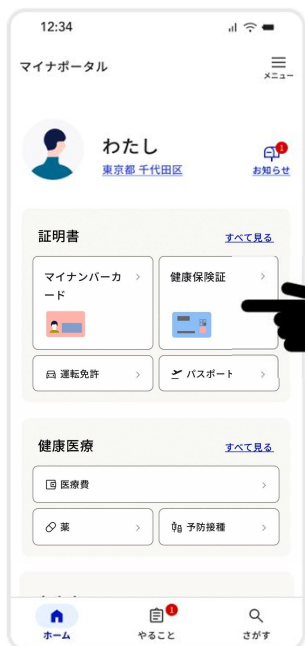 12:34
マイナポータル
メニュー
わたし
東京都 千代田区
1
お知らせ
証明書
すべて見る
マイナンバーカ
ード
健康保険証
運転免許
パスポート
健康医療
すべて見る
医療費
薬
予防接種
1
ホーム
やること
さがす